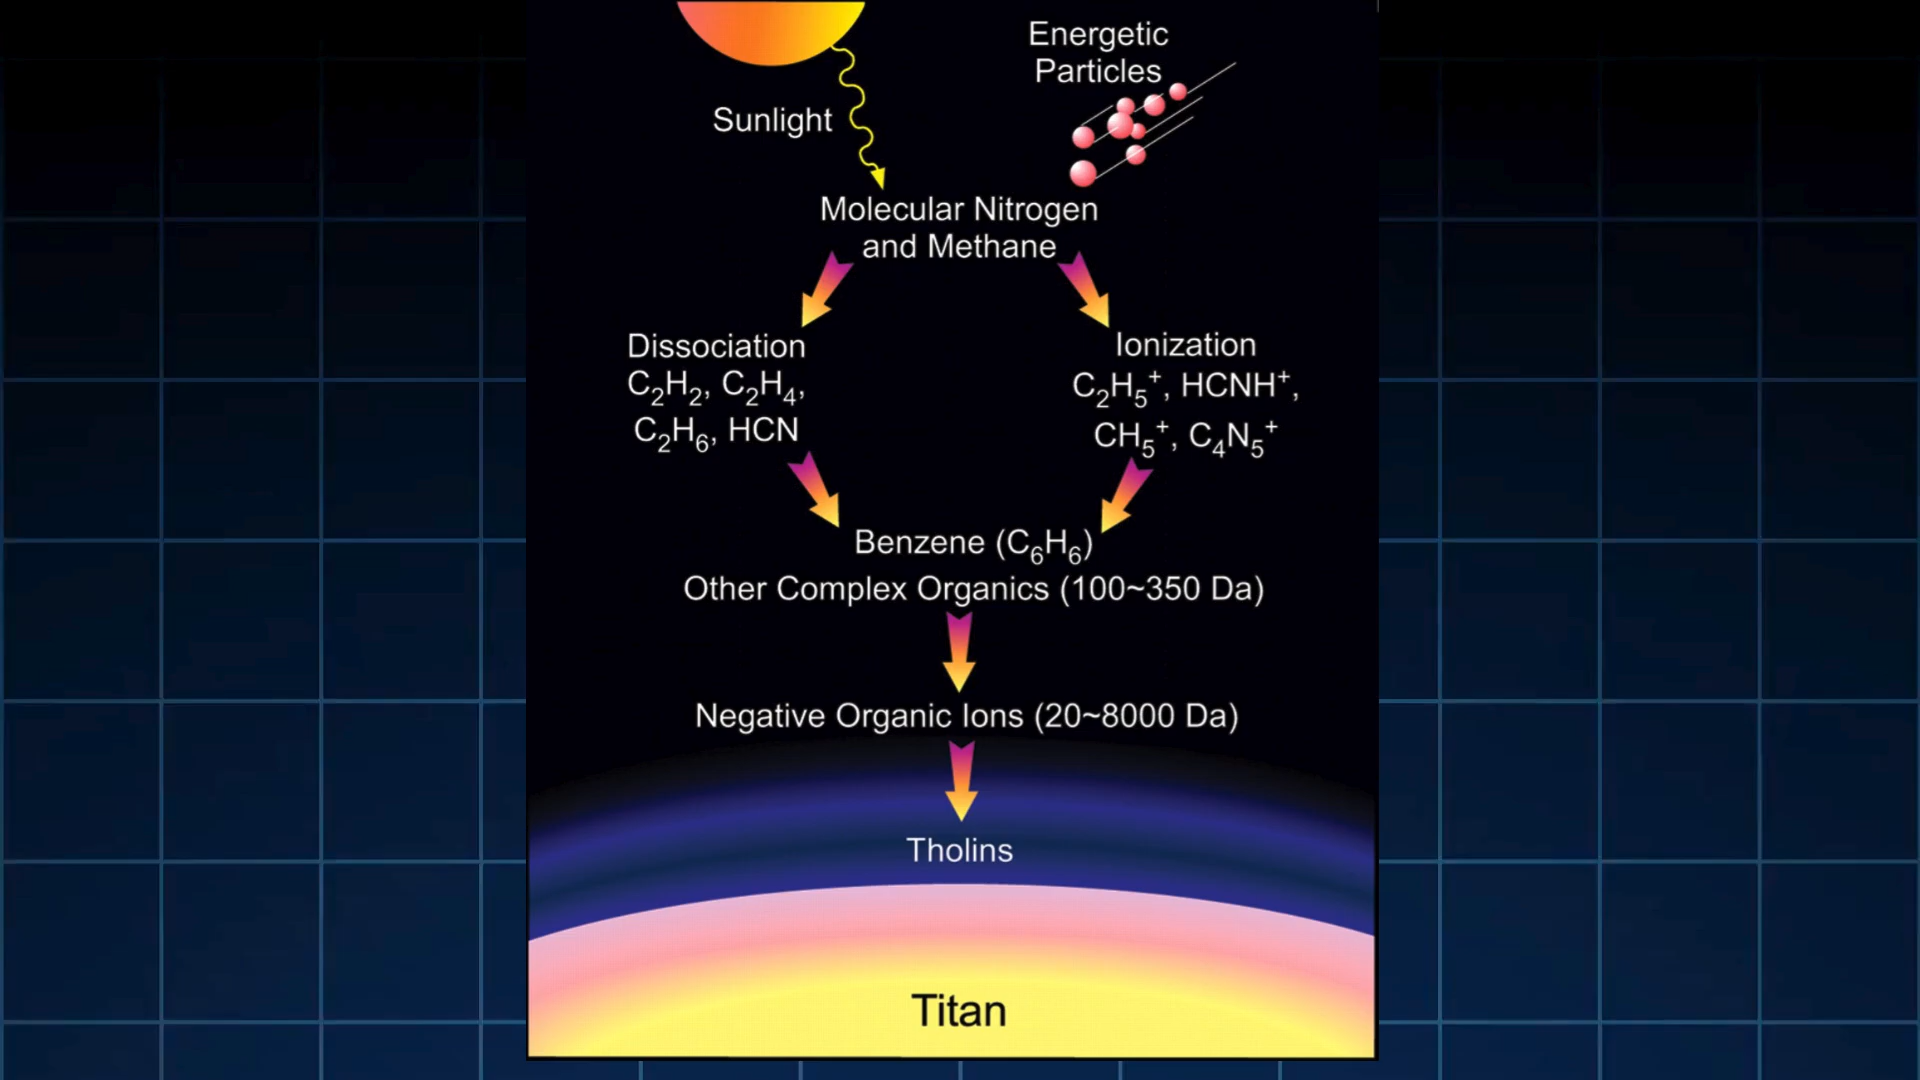 Energetic
Particles
Sunlight
Molecular Nitrogen
and Methane
Dissociation
C₂H₂, C₂H₄,
C₂H₆, HCN
Ionization
C₂H₅⁺, HCNH⁺,
CH₅⁺, C₄N₅⁺
Benzene (C₆H₆)
Other Complex Organics (100~350 Da)
Negative Organic Ions (20~8000 Da)
Tholins
Titan